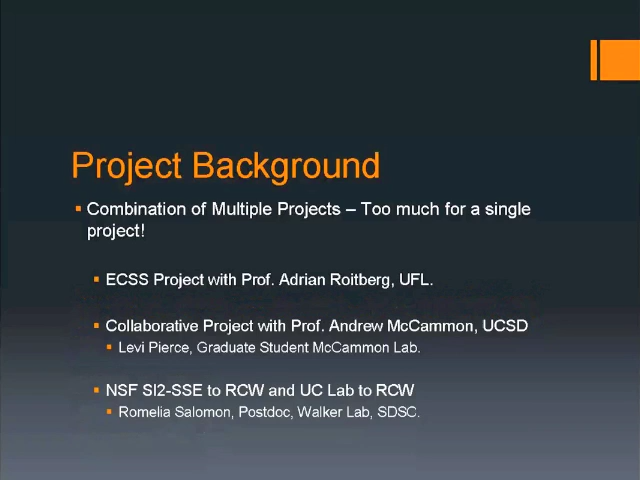 Project Background
Combination of Multiple Projects – Too much for a single
project!
ECSS Project with Prof. Adrian Roitberg, UFL.
Collaborative Project with Prof. Andrew McCammon, UCSD
Levi Pierce, Graduate Student McCammon Lab.
NSF SI2-SSE to RCW and UC Lab to RCW
Romelia Salomon, Postdoc, Walker Lab, SDSC.